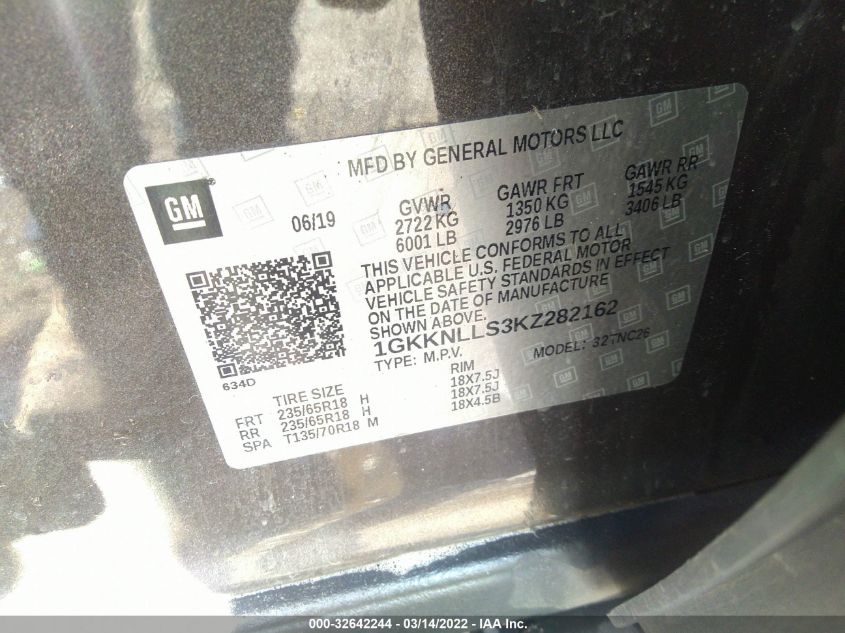 MFD BY GENERAL MOTORS LLC
GM
06/19
GVWR GAWR FRT GAWR RR
2722 KG 1350 KG 1545 KG
6001 LB 2976 LB 3406 LB
THIS VEHICLE CONFORMS TO ALL
APPLICABLE U.S. FEDERAL MOTOR
VEHICLE SAFETY STANDARDS IN EFFECT
ON THE DATE OF MANUFACTURE
SHOWN ABOVE.
1GKKNLLS3KZ282162
TYPE: M.P.V. MODEL: 32TNC26
634D
TIRE SIZE RIM
FRT 235/65R18 H 18X7.5J
RR 235/65R18 H 18X7.5J
SPA T135/70R18 M 18X4.5B
000-32642244 - 03/14/2022 - IAA Inc.